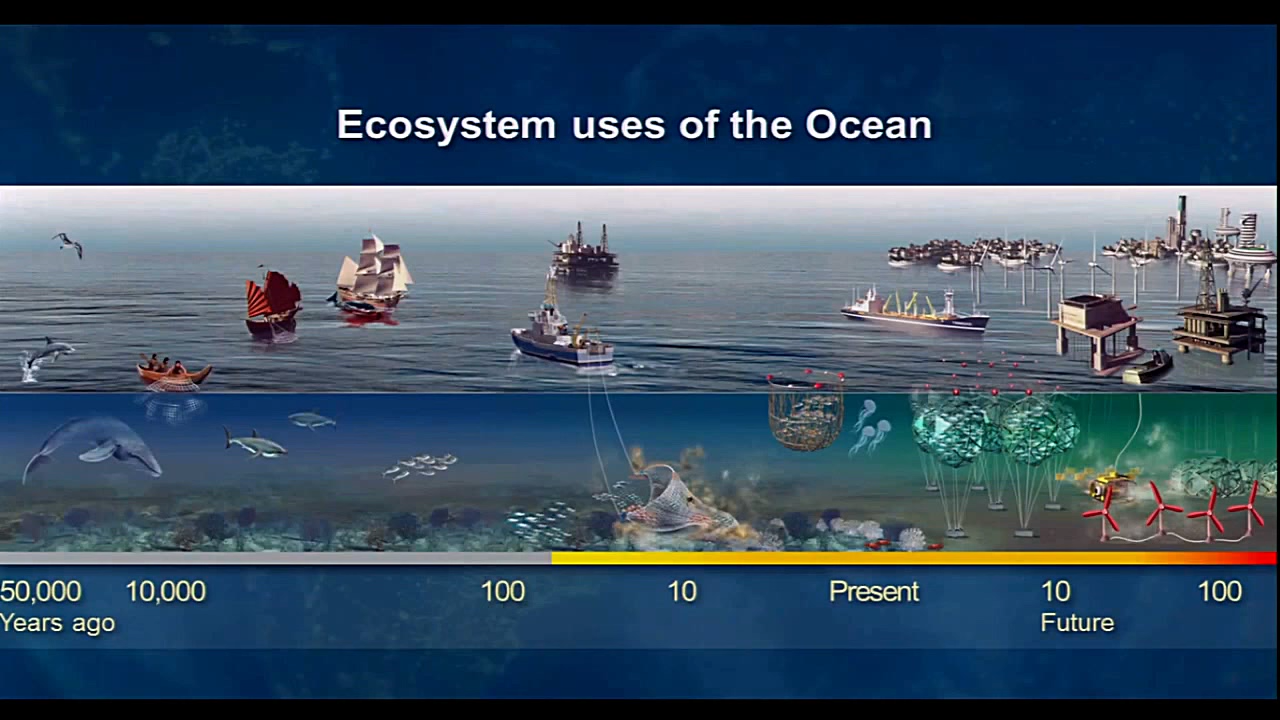 Ecosystem uses of the Ocean
50,000 10,000 100 10 Present 10 100
Years ago Future